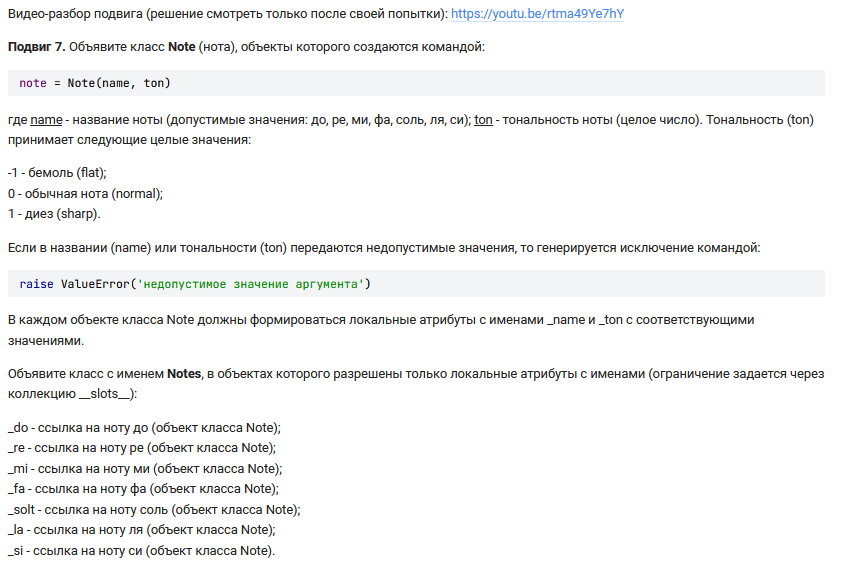 Видео-разбор подвига (решение смотреть только после своей попытки): https://youtu.be/rtma49Ye7hY
Подвиг 7. Объявите класс Note (нота), объекты которого создаются командой:
note = Note(name, ton)
где name - название ноты (допустимые значения: до, ре, ми, фа, соль, ля, си); ton - тональность ноты (целое число). Тональность (ton)
принимает следующие целые значения:
-1 - бемоль (flat);
0 - обычная нота (normal);
1 - диез (sharp).
Если в названии (name) или тональности (ton) передаются недопустимые значения, то генерируется исключение командой:
raise ValueError('недопустимое значение аргумента')
В каждом объекте класса Note должны формироваться локальные атрибуты с именами _name и _ton с соответствующими
значениями.
Объявите класс с именем Notes, в объектах которого разрешены только локальные атрибуты с именами (ограничение задается через
коллекцию __slots__):
_do - ссылка на ноту до (объект класса Note);
_re - ссылка на ноту ре (объект класса Note);
_mi - ссылка на ноту ми (объект класса Note);
_fa - ссылка на ноту фа (объект класса Note);
_solt - ссылка на ноту соль (объект класса Note);
_la - ссылка на ноту ля (объект класса Note);
_si - ссылка на ноту си (объект класса Note).